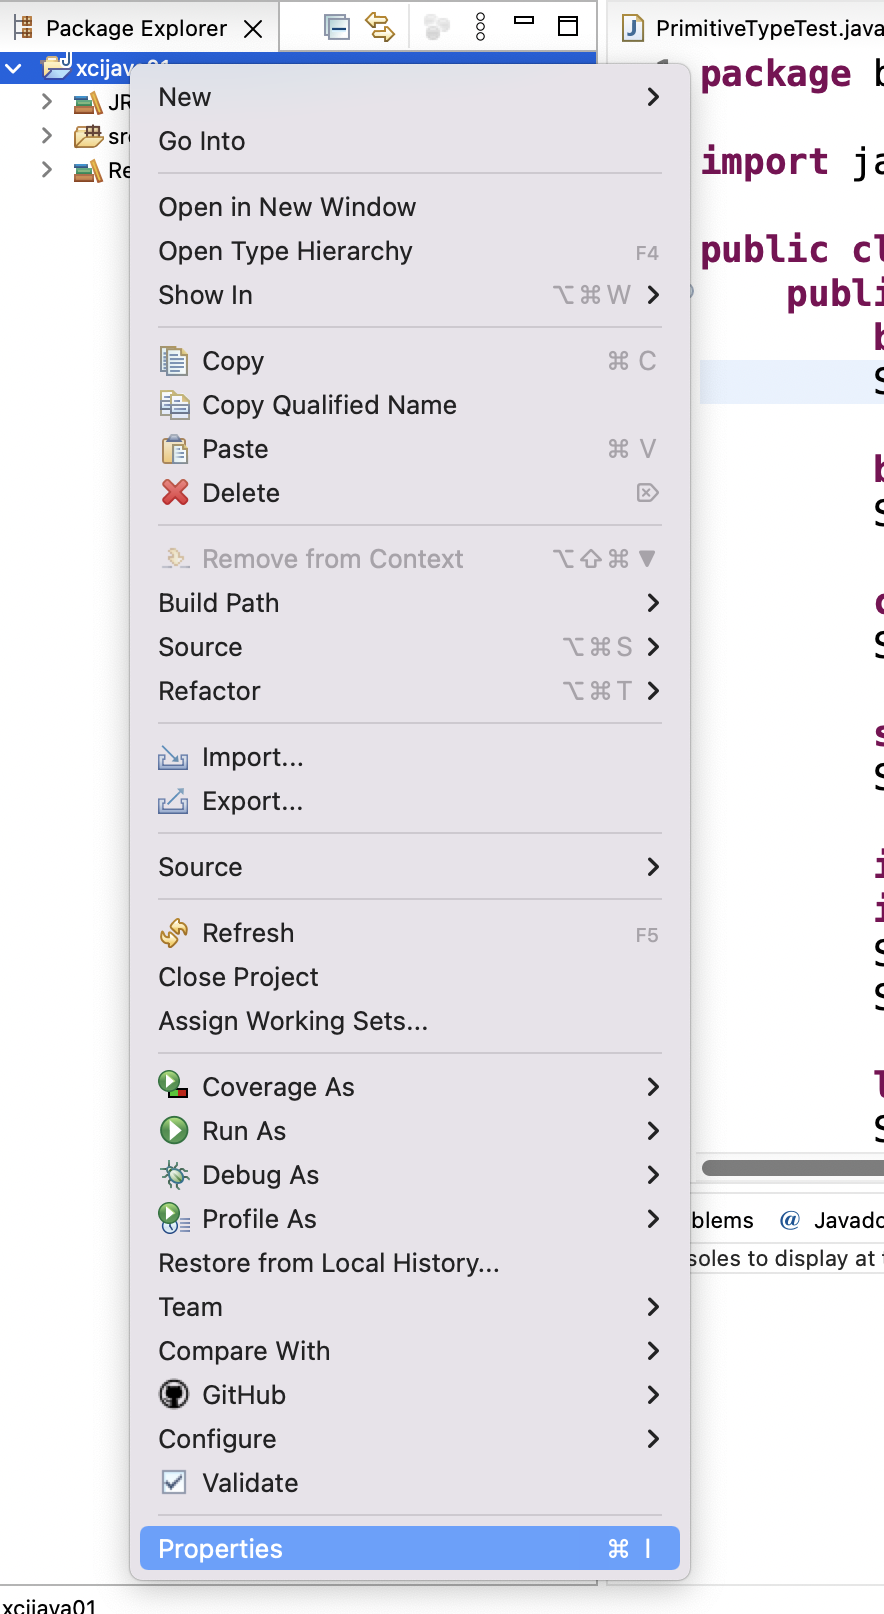 Package Explorer
PrimitiveTypeTest.java
xcijava01
package
JR
src
Re
import ja
public cl
publi
New
Go Into
Open in New Window
Open Type Hierarchy F4
Show In ⌥⌘W
Copy ⌘ C
Copy Qualified Name
Paste ⌘ V
Delete ⌦
Remove from Context ⌥⇧⌘▼
Build Path
Source ⌥⌘S
Refactor ⌥⌘T
Import...
Export...
Source
Refresh F5
Close Project
Assign Working Sets...
Coverage As
Run As
Debug As
Profile As
Restore from Local History...
Team
Compare With
GitHub
Configure
Validate
Properties ⌘ I
blems
@ Javado
soles to display at
xcijava01